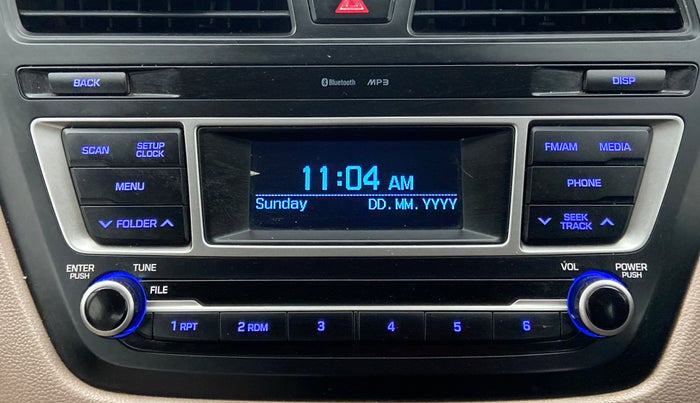 BACK
Bluetooth MP3
DISP
SCAN
SETUP CLOCK
MENU
FOLDER
11:04 AM
Sunday DD.MM.YYYY
FM/AM MEDIA
PHONE
SEEK TRACK
ENTER PUSH
TUNE
FILE
VOL
POWER PUSH
1 RPT
2 RDM
3
4
5
6